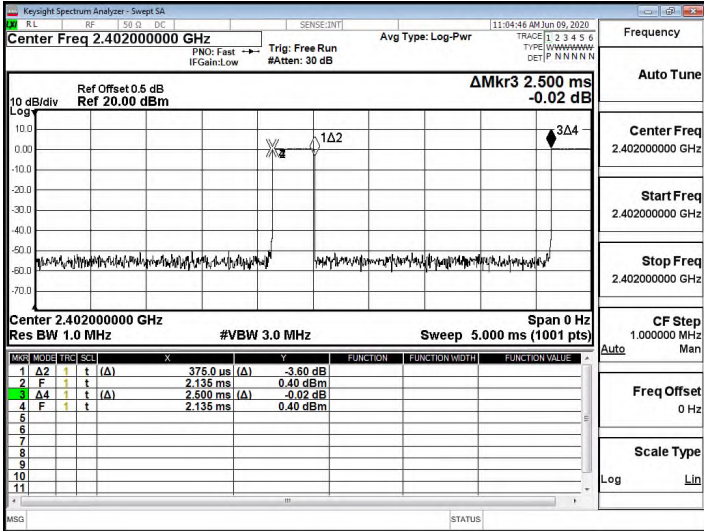 Keysight Spectrum Analyzer - Swept SA
LXI RL RF 50 Ω DC SENSE:INT 11:04:46 AM Jun 09, 2020
Center Freq 2.402000000 GHz
PNO: Fast
IFGain:Low
Trig: Free Run
#Atten: 30 dB
Avg Type: Log-Pwr
TRACE 1 2 3 4 5 6
TYPE WWWWWW
DET P N N N N N
Ref Offset 0.5 dB
Ref 20.00 dBm
10 dB/div
Log
ΔMkr3 2.500 ms
-0.02 dB
10.0
0.00
-10.0
-20.0
-30.0
-40.0
-50.0
-60.0
-70.0
1Δ2
3Δ4
Center 2.402000000 GHz Span 0 Hz
Res BW 1.0 MHz #VBW 3.0 MHz Sweep 5.000 ms (1001 pts)
MKR MODE TRC SCL X Y FUNCTION FUNCTION WIDTH FUNCTION VALUE
1 Δ2 1 t (Δ) 375.0 µs (Δ) -3.60 dB
2 F 1 t 2.135 ms 0.40 dBm
3 Δ4 1 t (Δ) 2.500 ms (Δ) -0.02 dB
4 F 1 t 2.135 ms 0.40 dBm
5
6
7
8
9
10
11
MSG STATUS
Frequency
Auto Tune
Center Freq
2.402000000 GHz
Start Freq
2.402000000 GHz
Stop Freq
2.402000000 GHz
CF Step
1.000000 MHz
Auto Man
Freq Offset
0 Hz
Scale Type
Log Lin